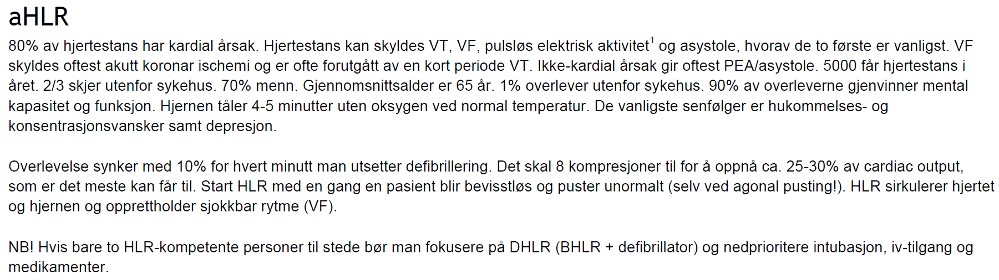 aHLR
80% av hjertestans har kardial årsak. Hjertestans kan skyldes VT, VF, pulsløs elektrisk aktivitet¹ og asystole, hvorav de to første er vanligst. VF
skyldes oftest akutt koronar ischemi og er ofte forutgått av en kort periode VT. Ikke-kardial årsak gir oftest PEA/asystole. 5000 får hjertestans i
året. 2/3 skjer utenfor sykehus. 70% menn. Gjennomsnittsalder er 65 år. 1% overlever utenfor sykehus. 90% av overleverne gjenvinner mental
kapasitet og funksjon. Hjernen tåler 4-5 minutter uten oksygen ved normal temperatur. De vanligste senfølger er hukommelses- og
konsentrasjonsvansker samt depresjon.
Overlevelse synker med 10% for hvert minutt man utsetter defibrillering. Det skal 8 kompresjoner til for å oppnå ca. 25-30% av cardiac output,
som er det meste kan får til. Start HLR med en gang en pasient blir bevisstløs og puster unormalt (selv ved agonal pusting!). HLR sirkulerer hjertet
og hjernen og opprettholder sjokkbar rytme (VF).
NB! Hvis bare to HLR-kompetente personer til stede bør man fokusere på DHLR (BHLR + defibrillator) og nedprioritere intubasjon, iv-tilgang og
medikamenter.